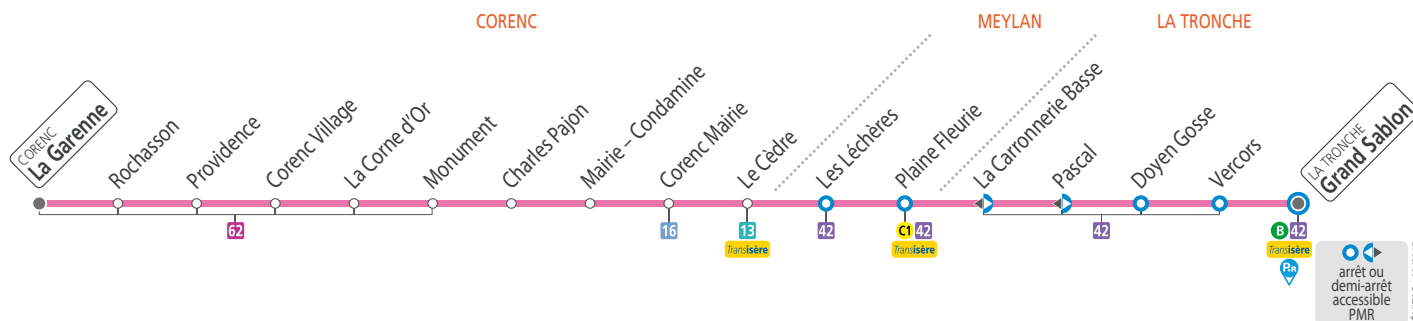 CORENC
MEYLAN
LA TRONCHE
CORENC
La Garenne
Rochasson
Providence
Corenc Village
La Corne d'Or
Monument
Charles Pajon
Mairie – Condamine
Corenc Mairie
Le Cèdre
Les Léchères
Plaine Fleurie
La Carronnerie Basse
Pascal
Doyen Gosse
Vercors
LA TRONCHE
Grand Sablon
62
16
13
Transisère
42
C1 42
Transisère
42
B 42
Transisère
P+R
arrêt ou
demi-arrêt
accessible
PMR